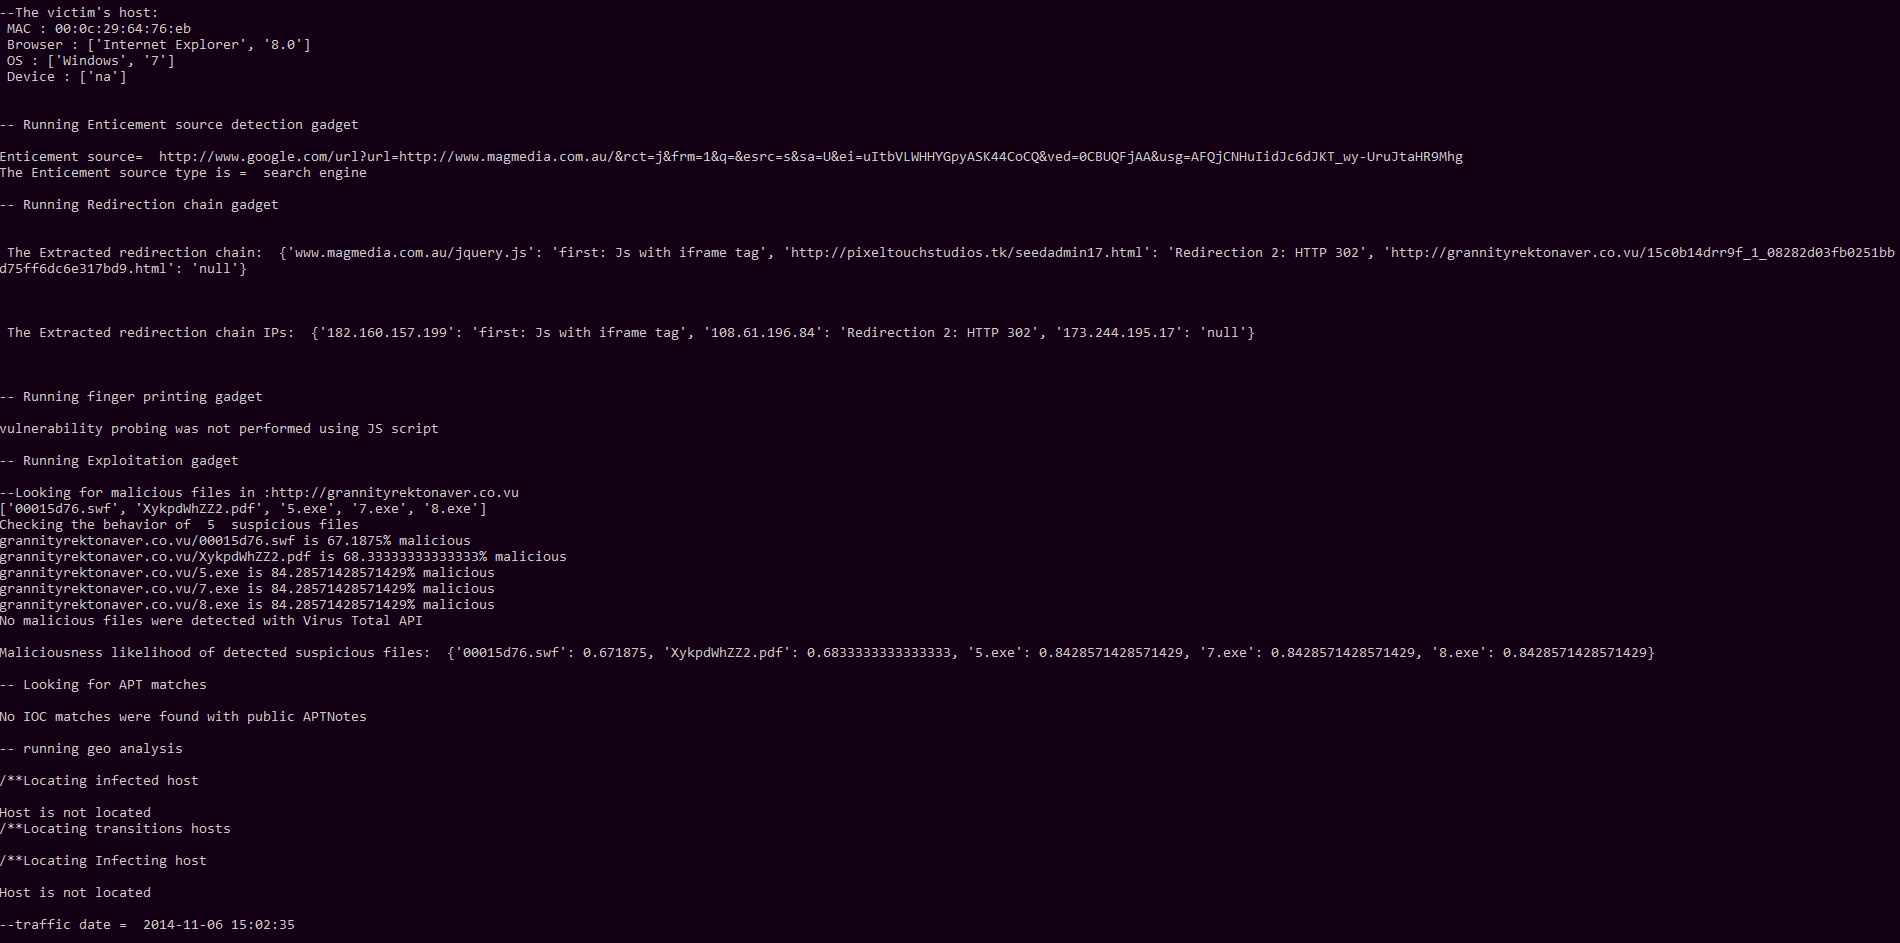 --The victim's host:
MAC : 00:0c:29:64:76:eb
Browser : ['Internet Explorer', '8.0']
OS : ['Windows', '7']
Device : ['na']
-- Running Enticement source detection gadget
Enticement source=  http://www.google.com/url?url=http://www.magmedia.com.au/&rct=j&frm=1&q=&esrc=s&sa=U&ei=uItbVLWHHYGpyASK44CoCQ&ved=0CBUQFjAA&usg=AFQjCNHuIidJc6dJKT_wy-UruJtaHR9Mhg
The Enticement source type is =  search engine
-- Running Redirection chain gadget
The Extracted redirection chain:  {'www.magmedia.com.au/jquery.js': 'first: Js with iframe tag', 'http://pixeltouchstudios.tk/seedadmin17.html': 'Redirection 2: HTTP 302', 'http://grannityrektonaver.co.vu/15c0b14drr9f_1_08282d03fb0251bb
d75ff6dc6e317bd9.html': 'null'}
The Extracted redirection chain IPs:  {'182.160.157.199': 'first: Js with iframe tag', '108.61.196.84': 'Redirection 2: HTTP 302', '173.244.195.17': 'null'}
-- Running finger printing gadget
vulnerability probing was not performed using JS script
-- Running Exploitation gadget
--Looking for malicious files in :http://grannityrektonaver.co.vu
['00015d76.swf', 'XykpdWhZZ2.pdf', '5.exe', '7.exe', '8.exe']
Checking the behavior of  5  suspicious files
grannityrektonaver.co.vu/00015d76.swf is 67.1875% malicious
grannityrektonaver.co.vu/XykpdWhZZ2.pdf is 68.33333333333333% malicious
grannityrektonaver.co.vu/5.exe is 84.28571428571429% malicious
grannityrektonaver.co.vu/7.exe is 84.28571428571429% malicious
grannityrektonaver.co.vu/8.exe is 84.28571428571429% malicious
No malicious files were detected with Virus Total API
Maliciousness likelihood of detected suspicious files:  {'00015d76.swf': 0.671875, 'XykpdWhZZ2.pdf': 0.6833333333333333, '5.exe': 0.8428571428571429, '7.exe': 0.8428571428571429, '8.exe': 0.8428571428571429}
-- Looking for APT matches
No IOC matches were found with public APTNotes
-- running geo analysis
/**Locating infected host
Host is not located
/**Locating transitions hosts
/**Locating Infecting host
Host is not located
--traffic date =  2014-11-06 15:02:35